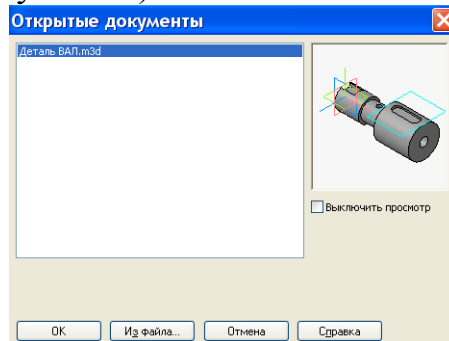 Открытые документы
Деталь ВАЛ.m3d
Выключить просмотр
OK
Из файла...
Отмена
Справка